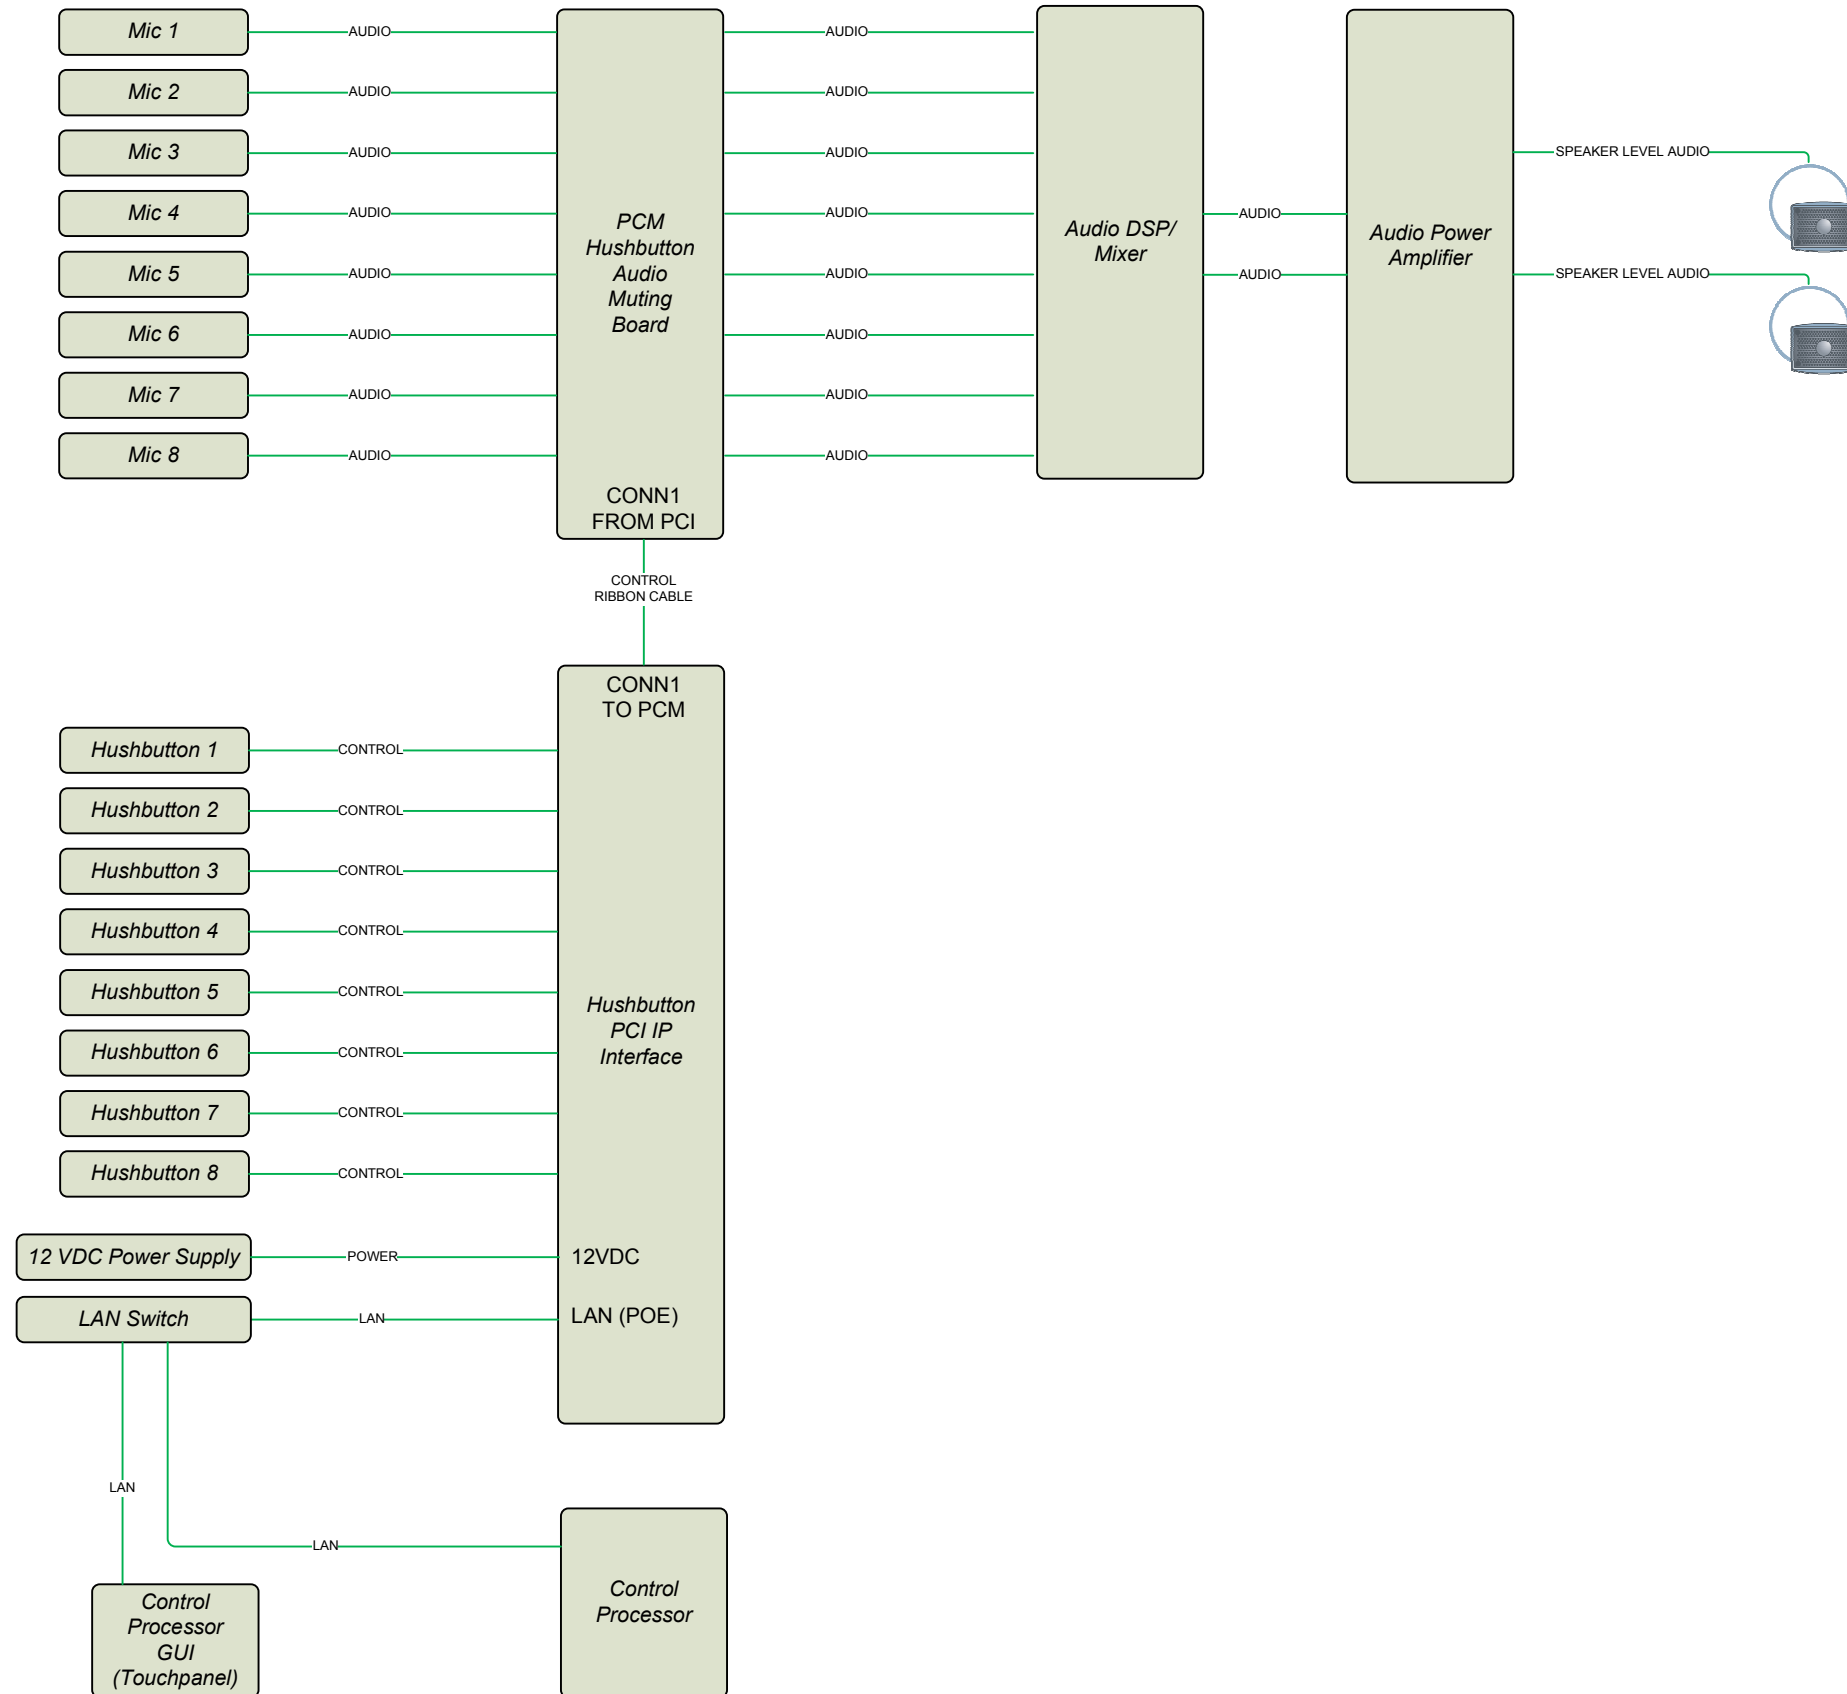 Mic 1
AUDIO
AUDIO
Mic 2
AUDIO
AUDIO
Mic 3
AUDIO
AUDIO
SPEAKER LEVEL AUDIO
Mic 4
AUDIO
AUDIO
AUDIO
PCM
Hushbutton
Audio
Muting
Board
Audio DSP/
Mixer
Audio Power
Amplifier
Mic 5
AUDIO
AUDIO
AUDIO
SPEAKER LEVEL AUDIO
Mic 6
AUDIO
AUDIO
Mic 7
AUDIO
AUDIO
Mic 8
AUDIO
AUDIO
CONN1
FROM PCI
CONTROL
RIBBON CABLE
CONN1
TO PCM
Hushbutton 1
CONTROL
Hushbutton 2
CONTROL
Hushbutton 3
CONTROL
Hushbutton 4
CONTROL
Hushbutton 5
CONTROL
Hushbutton
PCI IP
Interface
Hushbutton 6
CONTROL
Hushbutton 7
CONTROL
Hushbutton 8
CONTROL
12 VDC Power Supply
POWER
12VDC
LAN Switch
LAN
LAN (POE)
LAN
LAN
Control
Processor
GUI
(Touchpanel)
Control
Processor